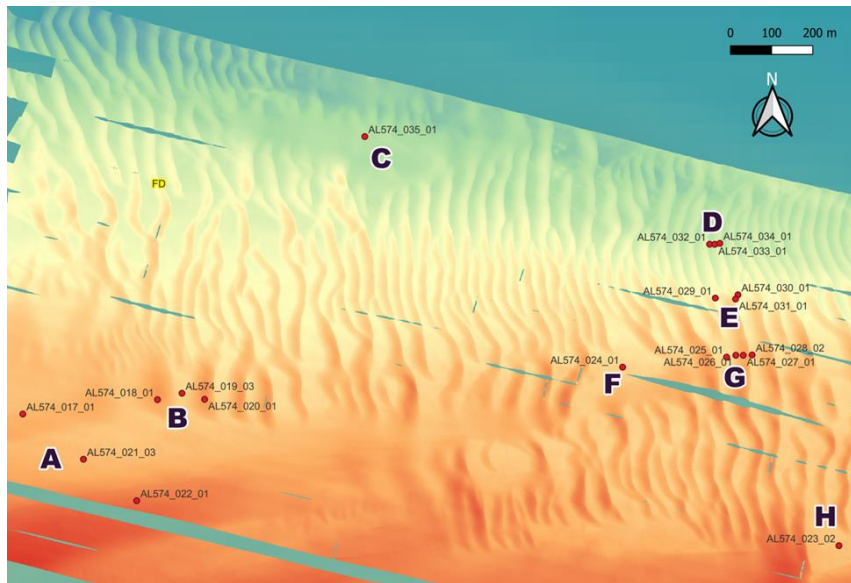 0 100 200 m
N
AL574_035_01
C
FD
D
AL574_032_01
AL574_034_01
AL574_033_01
AL574_029_01
AL574_030_01
AL574_031_01
E
AL574_025_01
AL574_028_02
AL574_026_01
AL574_027_01
G
AL574_024_01
F
AL574_018_01
AL574_019_03
AL574_020_01
B
AL574_017_01
A
AL574_021_03
AL574_022_01
H
AL574_023_02